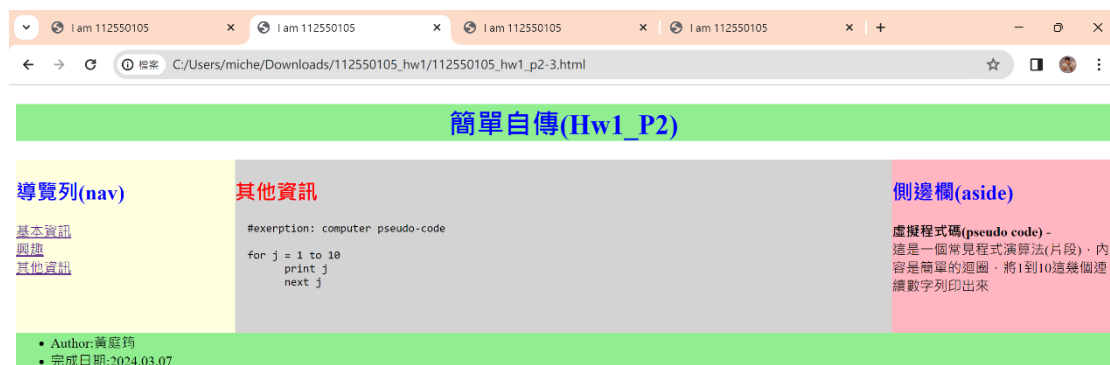 I am 112550105
I am 112550105
I am 112550105
I am 112550105
檔案 C:/Users/miche/Downloads/112550105_hw1/112550105_hw1_p2-3.html
簡單自傳(Hw1_P2)
導覽列(nav)
基本資訊
興趣
其他資訊
其他資訊
#exerption: computer pseudo-code
for j = 1 to 10
print j
next j
側邊欄(aside)
虛擬程式碼(pseudo code) -
這是一個常見程式演算法(片段)，內
容是簡單的迴圈，將1到10這幾個連
續數字列印出來
Author:黃庭筠
完成日期:2024.03.07